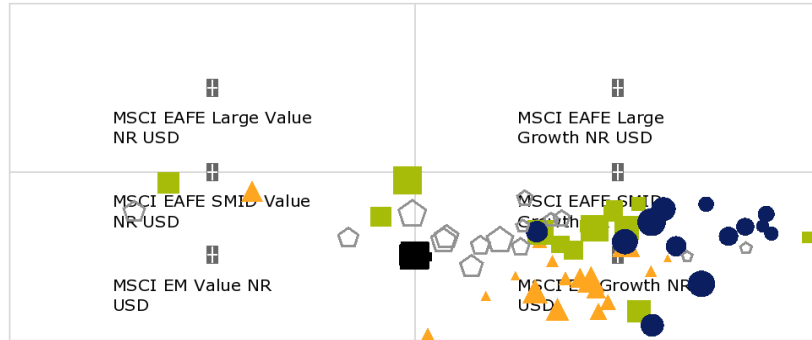 MSCI EAFE Large Value
NR USD
MSCI EAFE Large
Growth NR USD
MSCI EAFE SMID Value
NR USD
MSCI EAFE SMID
Growth
MSCI EM Value NR
USD
MSCI Growth NR
USD